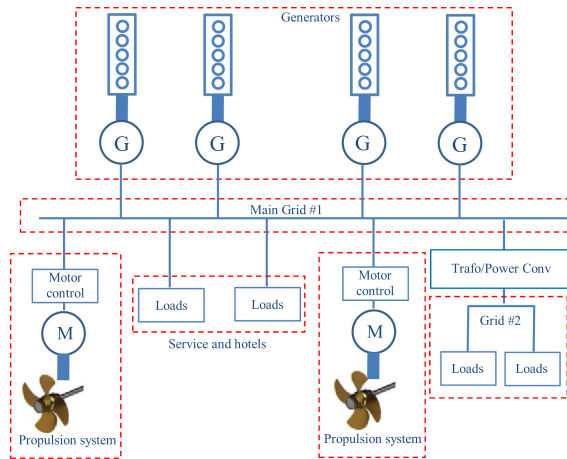 Generators
G
G
G
G
Main Grid #1
Motor
control
M
Propulsion system
Loads
Loads
Service and hotels
Motor
control
M
Propulsion system
Trafo/Power Conv
Grid #2
Loads
Loads